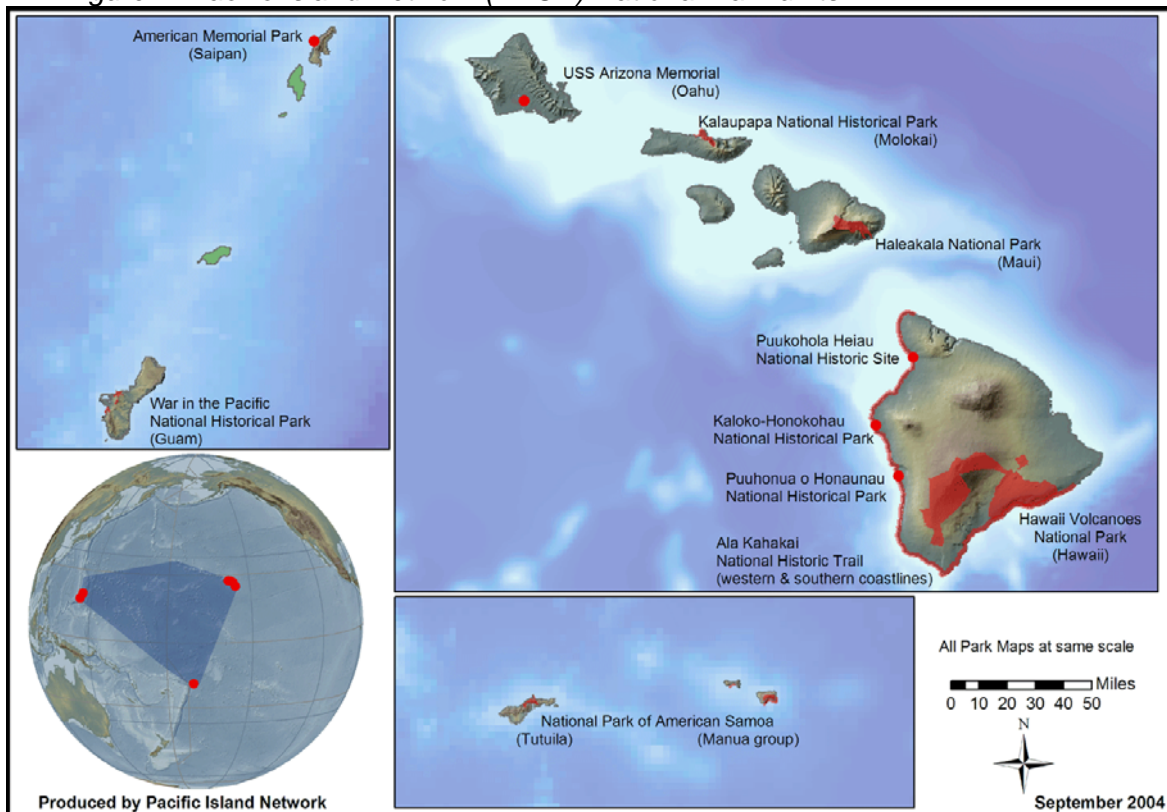 American Memorial Park
(Saipan)
War in the Pacific
National Historical Park
(Guam)
USS Arizona Memorial
(Oahu)
Kalaupapa National Historical Park
(Molokai)
Haleakala National Park
(Maui)
Puukohola Heiau
National Historic Site
Kaloko-Honokohau
National Historical Park
Puuhonua o Honaunau
National Historical Park
Ala Kahakai
National Historic Trail
(western & southern coastlines)
Hawaii Volcanoes
National Park
(Hawaii)
National Park of American Samoa
(Tutuila) (Manua group)
All Park Maps at same scale
Miles
0 10 20 30 40 50
N
Produced by Pacific Island Network
September 2004